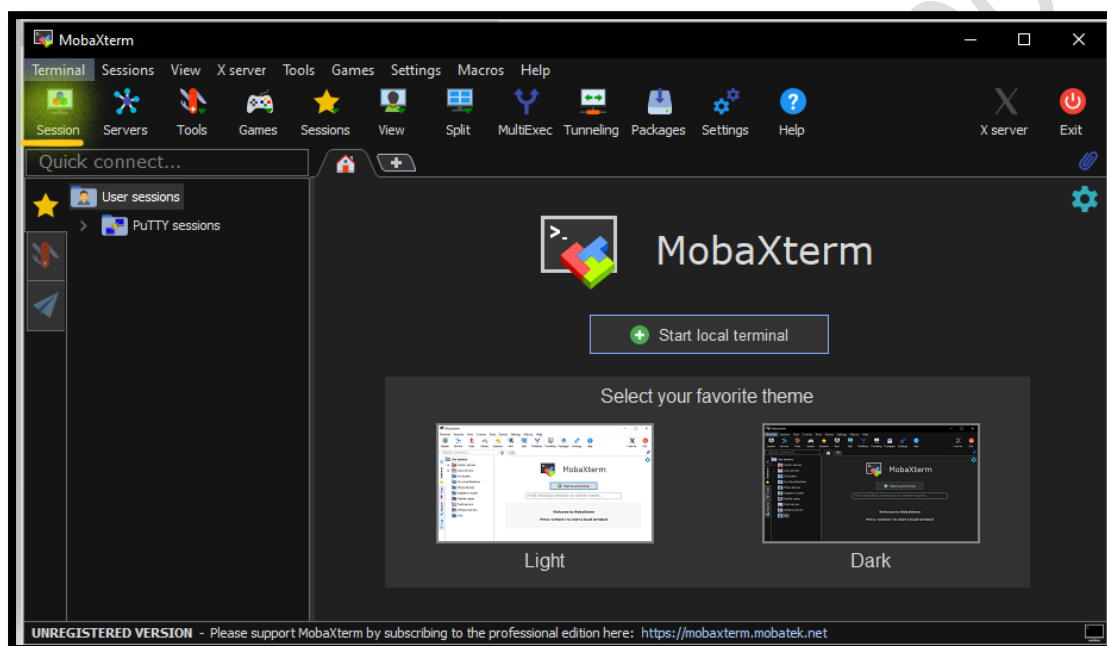 MobaXterm
Terminal Sessions View X server Tools Games Settings Macros Help
Session Servers Tools Games Sessions View Split MultiExec Tunneling Packages Settings Help X server Exit
Quick connect...
User sessions
PuTTY sessions
MobaXterm
Start local terminal
Select your favorite theme
MobaXterm
MobaXterm
Light Dark
UNREGISTERED VERSION - Please support MobaXterm by subscribing to the professional edition here: https://mobaxterm.mobatek.net